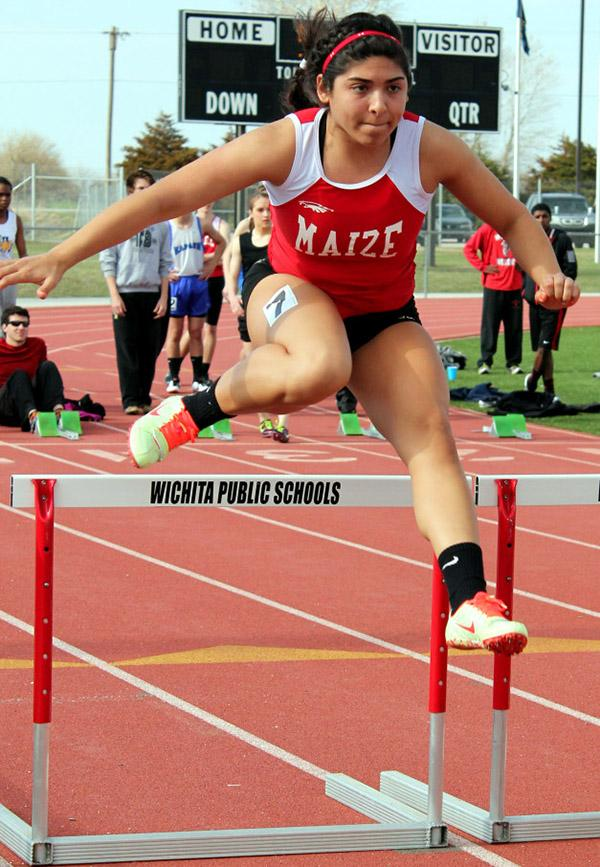 HOME
VISITOR
DOWN
QTR
MAIZE
7
WICHITA PUBLIC SCHOOLS